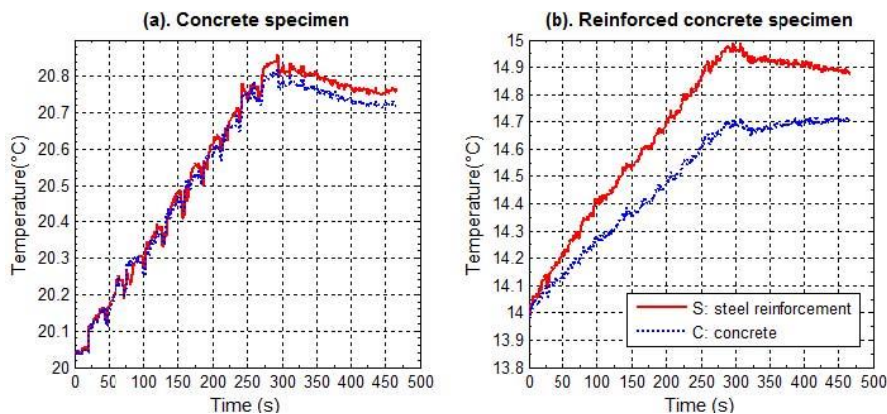 (a). Concrete specimen
20.8
20.7
20.6
20.5
20.4
20.3
20.2
20.1
20
Temperature(°C)
0 50 100 150 200 250 300 350 400 450 500
Time (s)
(b). Reinforced concrete specimen
15
14.9
14.8
14.7
14.6
14.5
14.4
14.3
14.2
14.1
14
13.9
13.8
Temperature(°C)
0 50 100 150 200 250 300 350 400 450 500
Time (s)
S: steel reinforcement
C: concrete